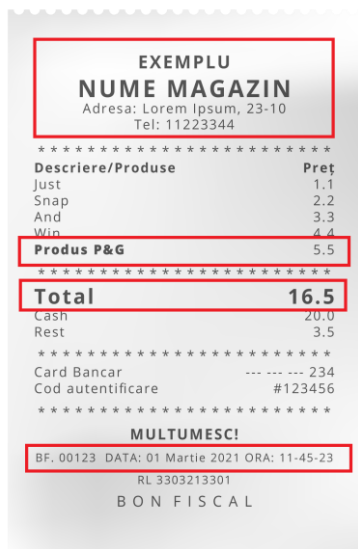 EXEMPLU
NUME MAGAZIN
Adresa: Lorem Ipsum, 23-10
Tel: 11223344
* * * * * * * * * * * * * * * * * * * * * * * *
Descriere/Produse Preț
Just 1.1
Snap 2.2
And 3.3
Win 4.4
Produs P&G 5.5
* * * * * * * * * * * * * * * * * * * * * * * *
Total 16.5
Cash 20.0
Rest 3.5
* * * * * * * * * * * * * * * * * * * * * * * *
Card Bancar --- --- --- 234
Cod autentificare #123456
* * * * * * * * * * * * * * * * * * * * * * * *
MULTUMESC!
BF. 00123 DATA: 01 Martie 2021 ORA: 11-45-23
RL 3303213301
BON FISCAL